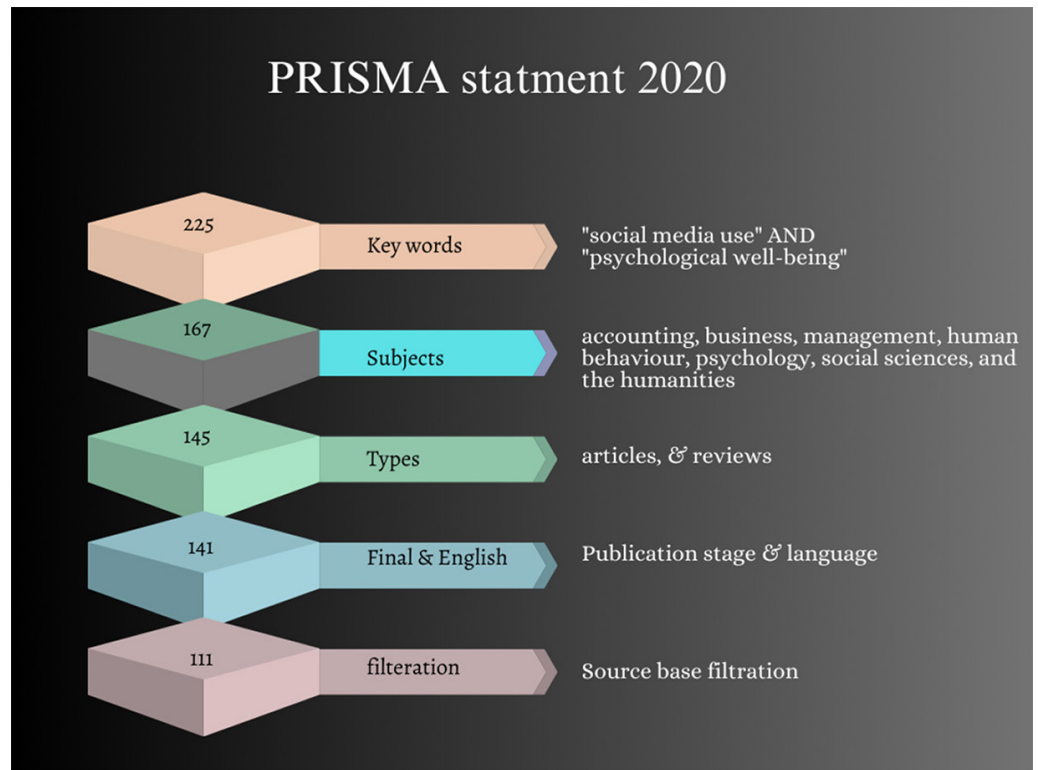 PRISMA statment 2020
225
Key words
"social media use" AND
"psychological well-being"
167
Subjects
accounting, business, management, human
behaviour, psychology, social sciences, and
the humanities
145
Types
articles, & reviews
141
Final & English
Publication stage & language
111
filteration
Source base filtration